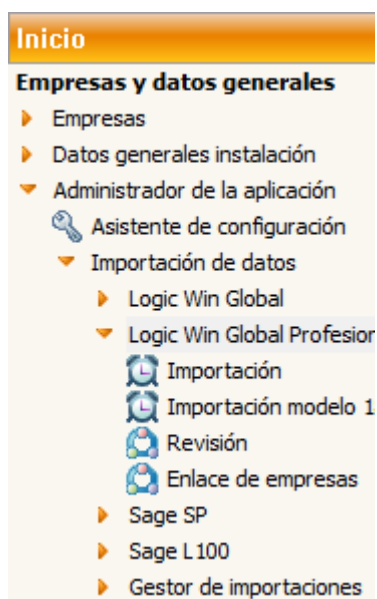 Inicio
Empresas y datos generales
Empresas
Datos generales instalación
Administrador de la aplicación
Asistente de configuración
Importación de datos
Logic Win Global
Logic Win Global Profesion
Importación
Importación modelo 1
Revisión
Enlace de empresas
Sage SP
Sage L100
Gestor de importaciones